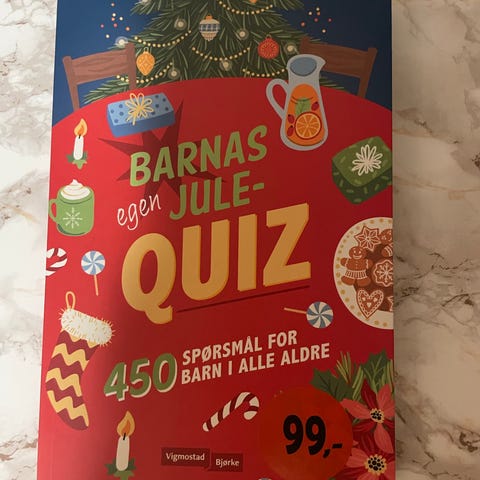 BARNAS
egen JULE-
QUIZ
450 SPØRSMÅL FOR
BARN I ALLE ALDRE
99,-
Vigmostad Bjørke